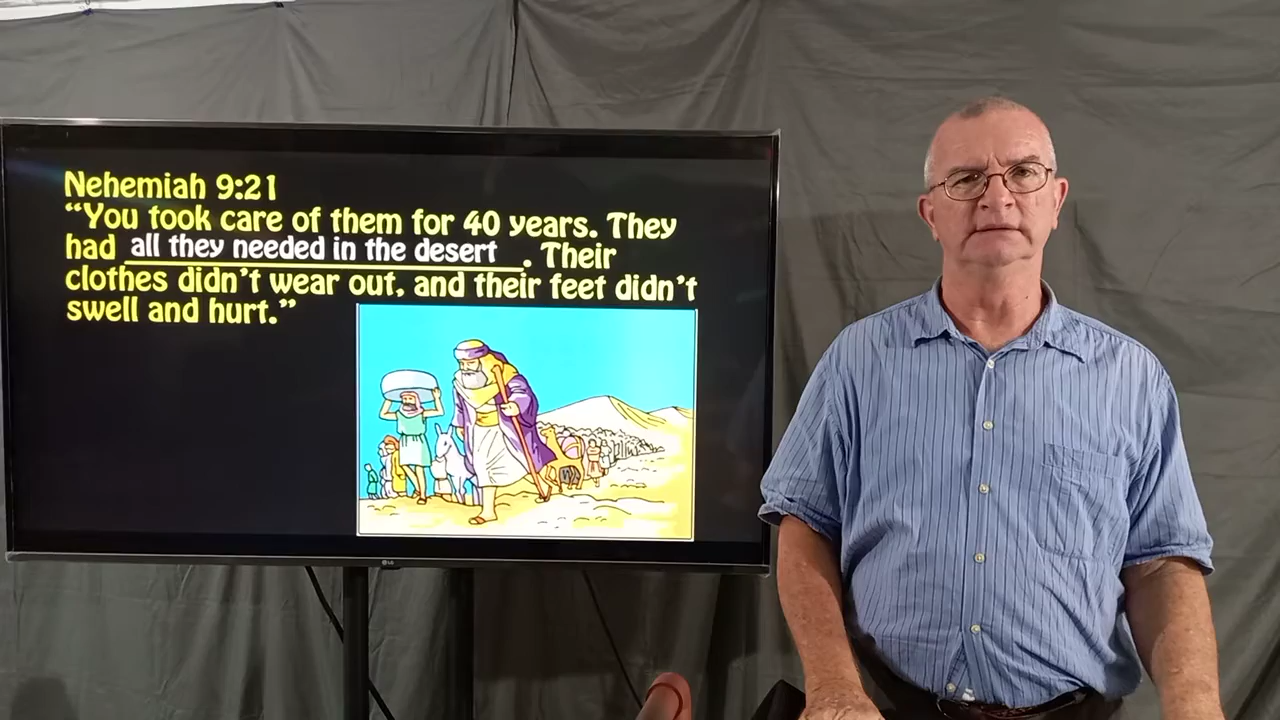 Nehemiah 9:21
“You took care of them for 40 years. They
had all they needed in the desert. Their
clothes didn’t wear out, and their feet didn’t
swell and hurt.”
LG